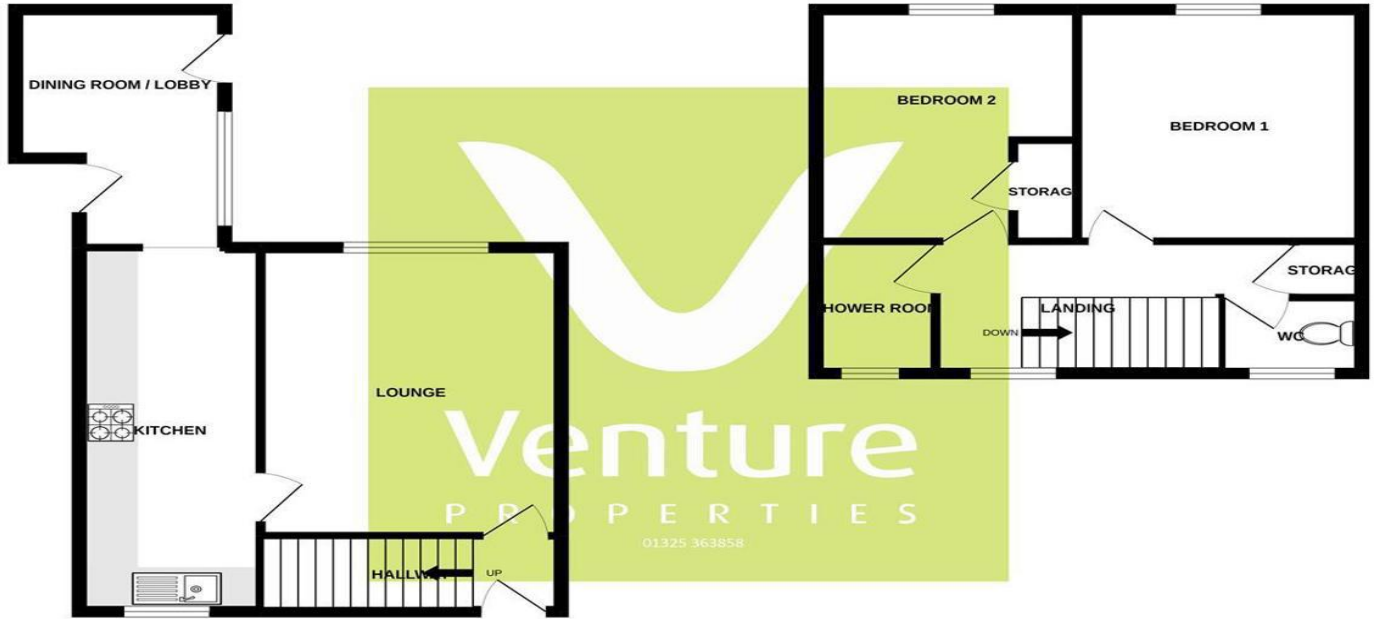 DINING ROOM / LOBBY
KITCHEN
LOUNGE
HALLW
UP
BEDROOM 2
BEDROOM 1
STORAG
STORAG
HOWER ROO
LANDING
DOWN
WC
Venture
PROPERTIES
01325 363858